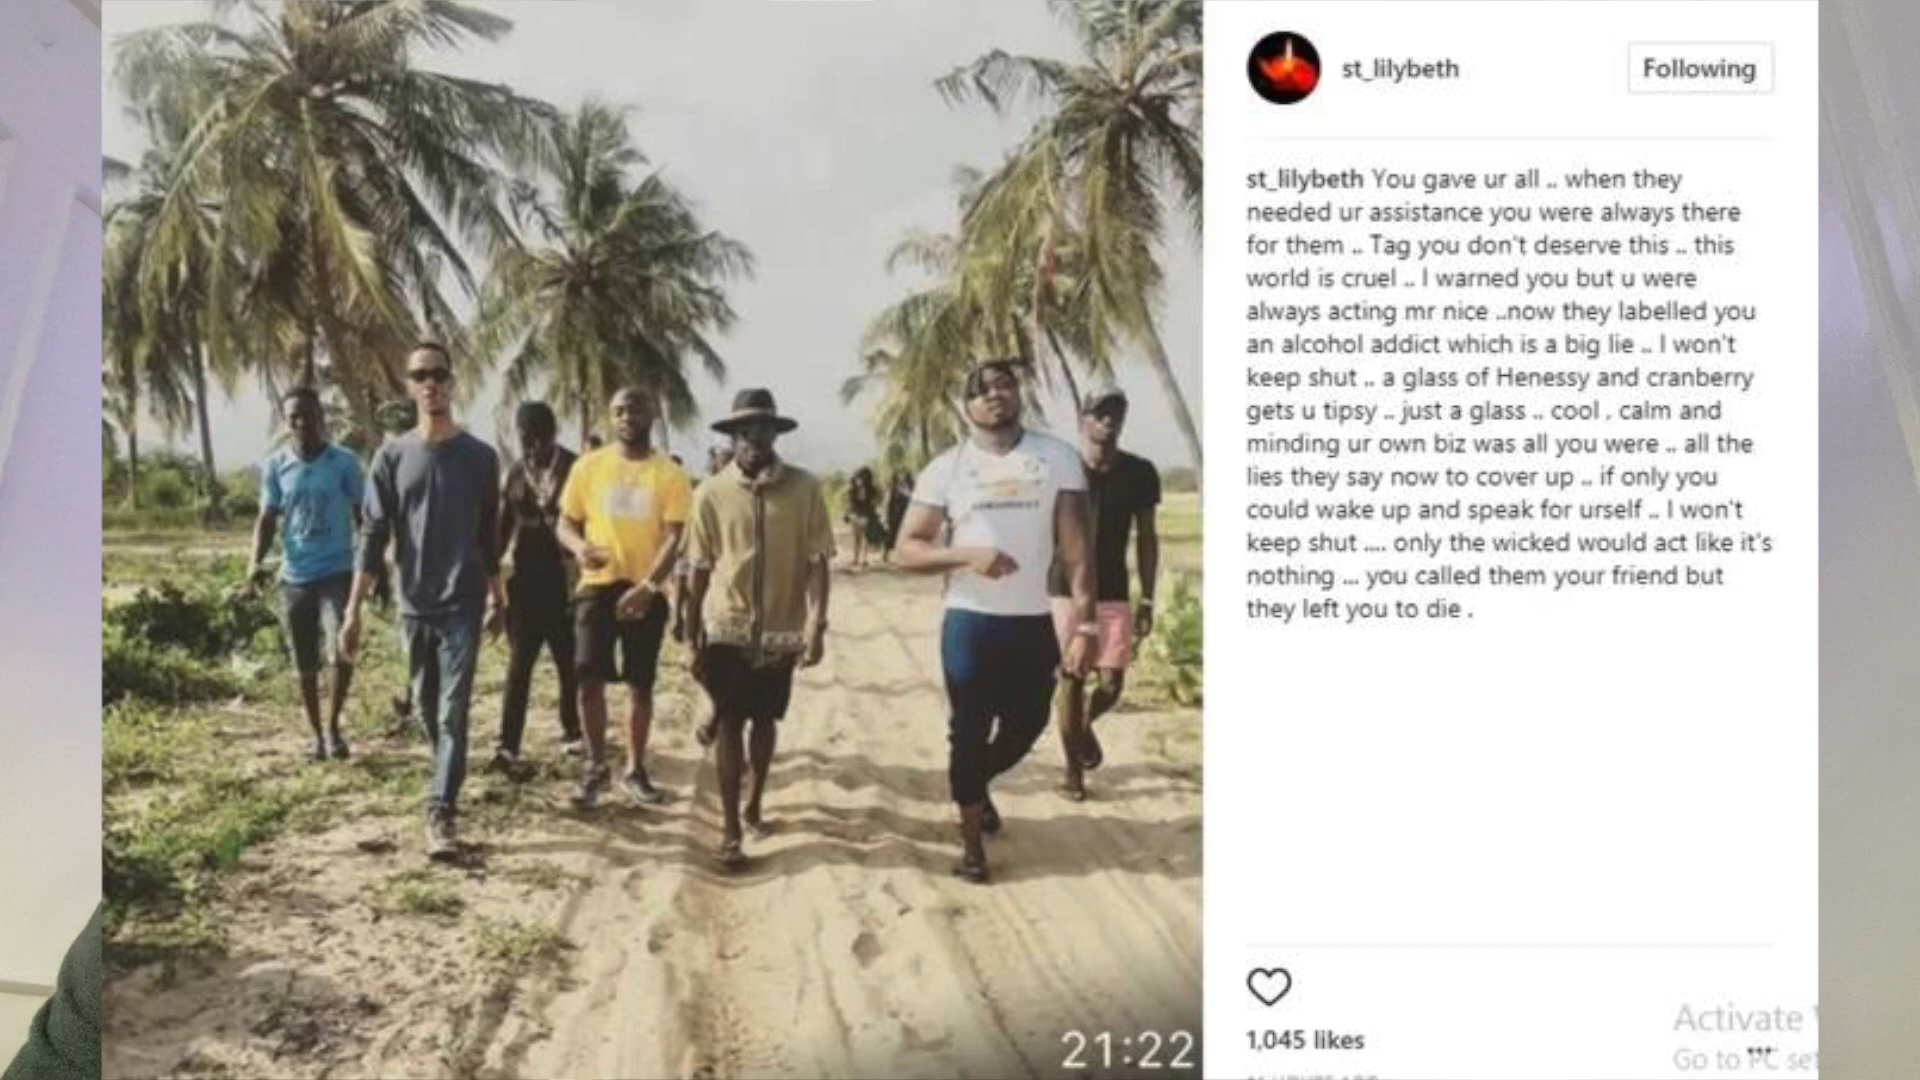 st_lilybeth
Following
st_lilybeth You gave ur all .. when they
needed ur assistance you were always there
for them .. Tag you don't deserve this .. this
world is cruel .. I warned you but u were
always acting mr nice ..now they labelled you
an alcohol addict which is a big lie .. I won't
keep shut .. a glass of Henessy and cranberry
gets u tipsy .. just a glass .. cool , calm and
minding ur own biz was all you were .. all the
lies they say now to cover up .. if only you
could wake up and speak for urself .. I won't
keep shut .... only the wicked would act like it's
nothing ... you called them your friend but
they left you to die .
21:22
1,045 likes
Activate
Go to PC